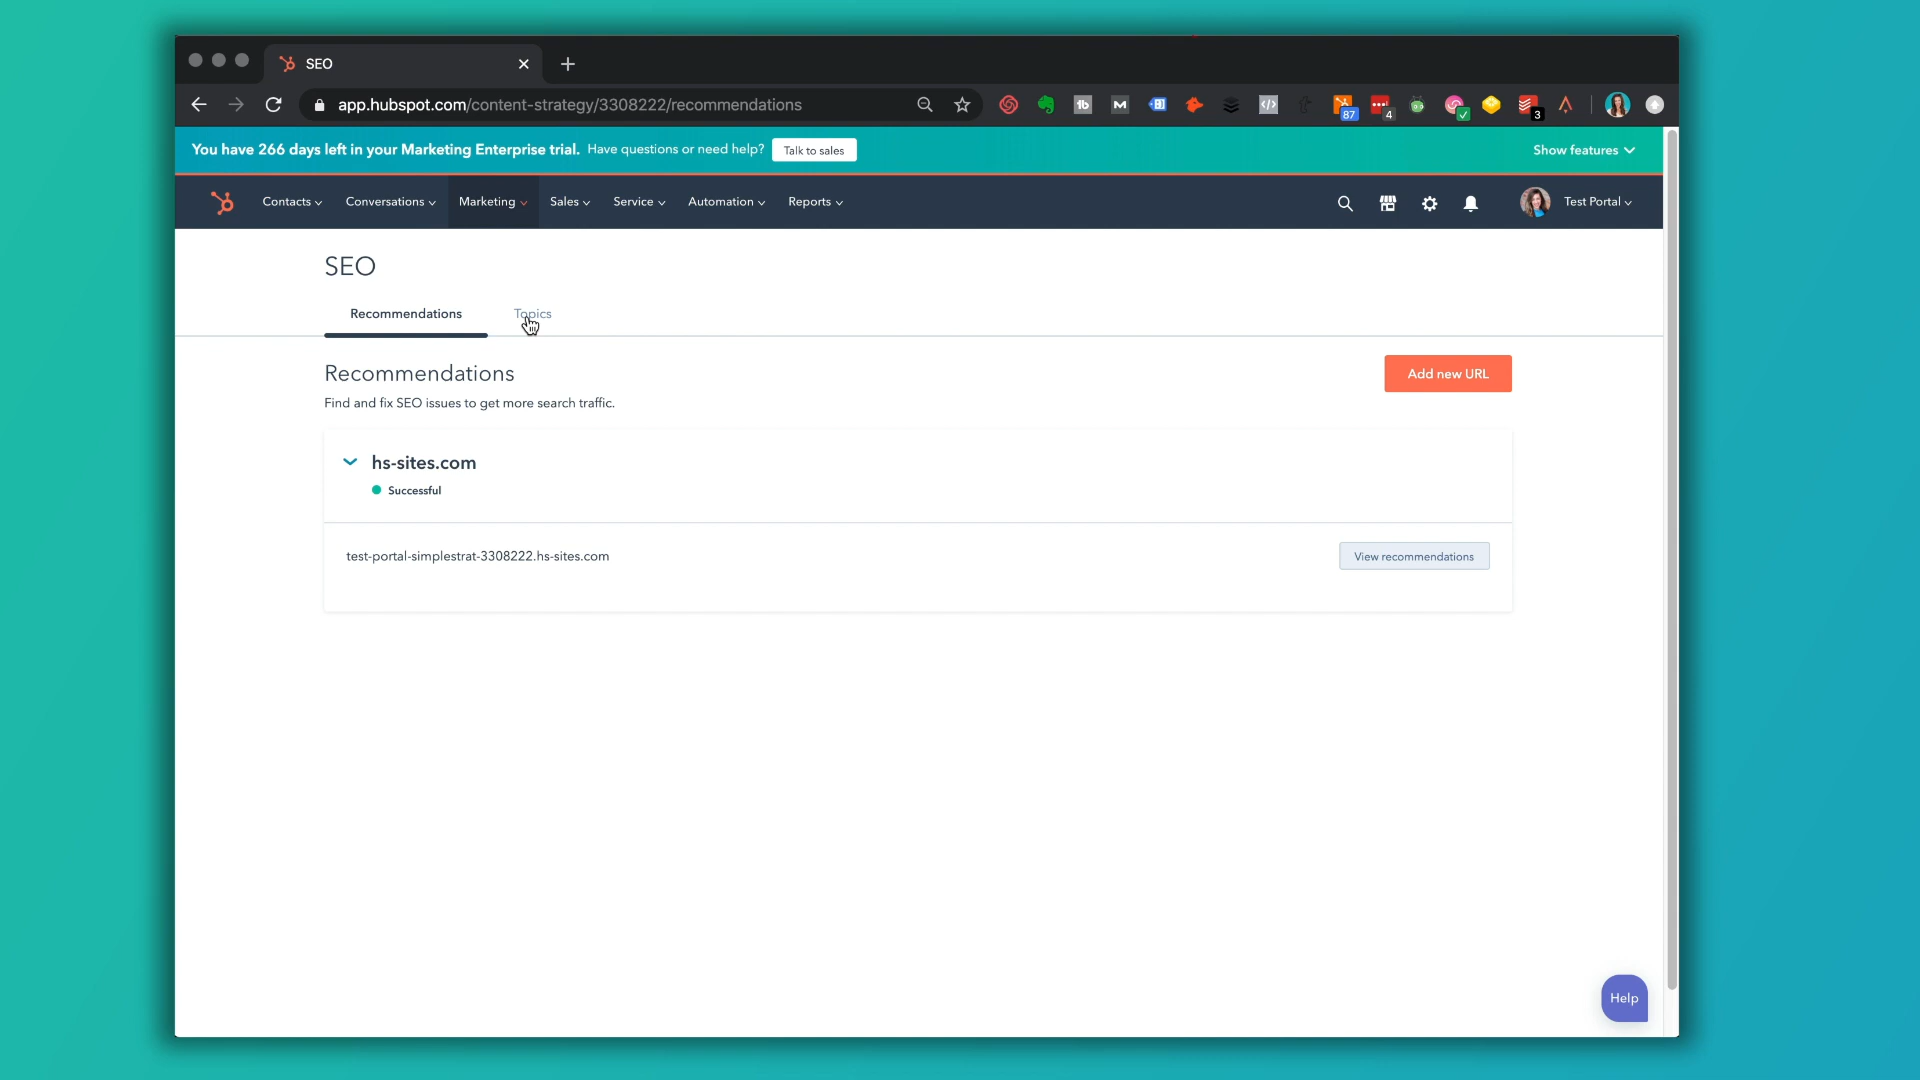 SEO
app.hubspot.com/content-strategy/3308222/recommendations
87
4
3
You have 266 days left in your Marketing Enterprise trial. Have questions or need help? Talk to sales
Show features
Contacts
Conversations
Marketing
Sales
Service
Automation
Reports
Test Portal
SEO
Recommendations
Topics
Recommendations
Add new URL
Find and fix SEO issues to get more search traffic.
hs-sites.com
Successful
test-portal-simplestrat-3308222.hs-sites.com
View recommendations
Help